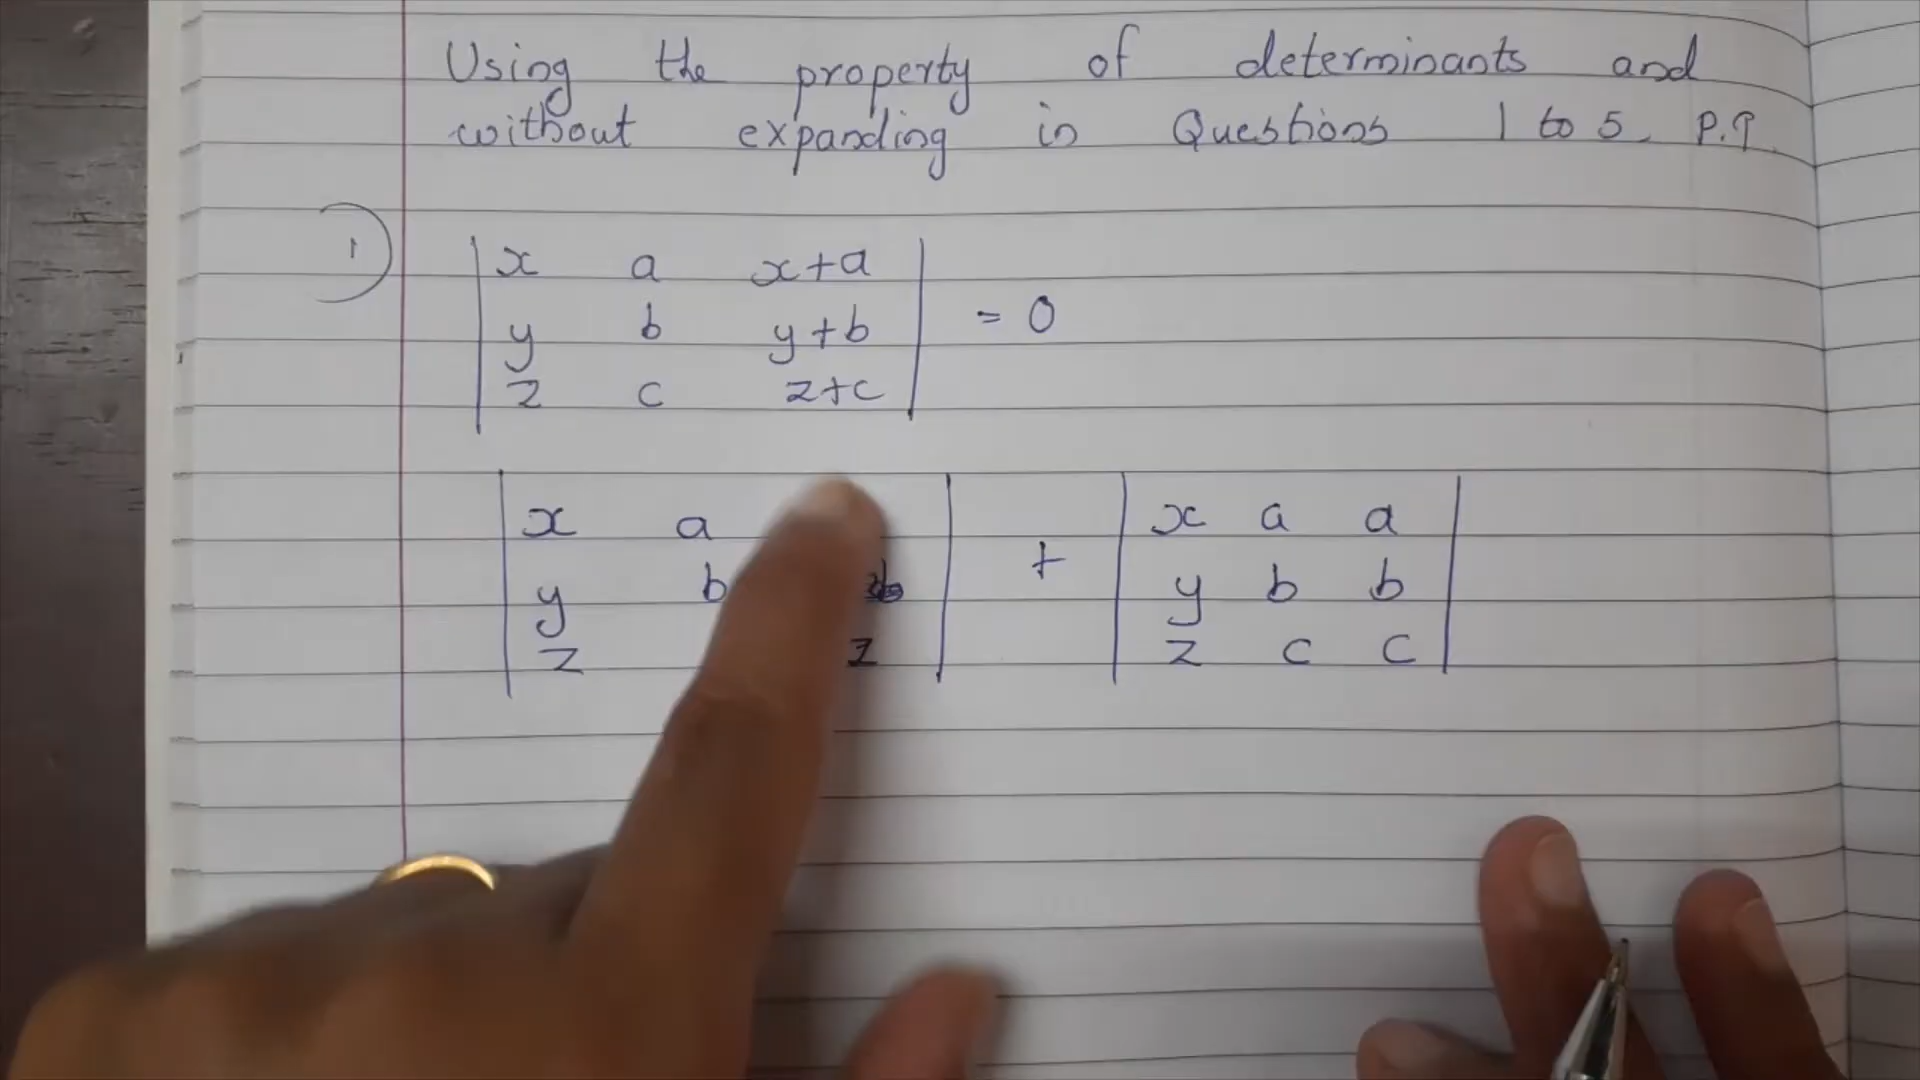 Using the property of determinants and
without expanding in Questions 1 to 5 P.T
1)
x a x+a
y b y+b = 0
z c z+c
x a + x a a
y b y b b
z z z c c